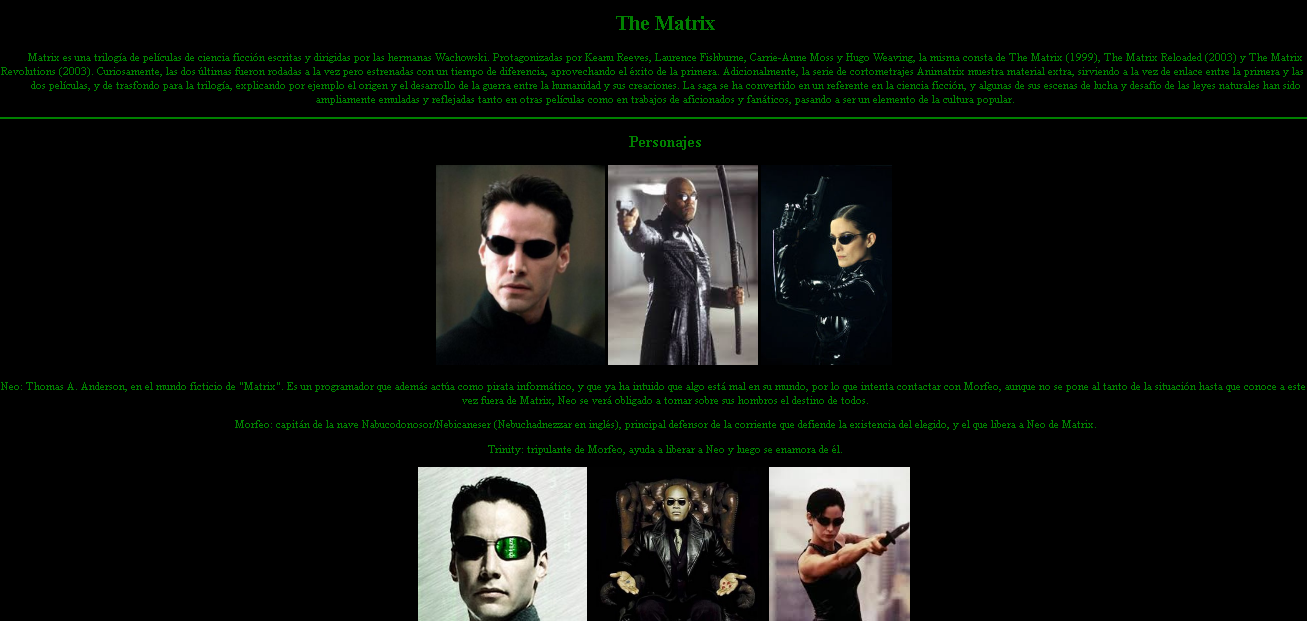 The Matrix
Matrix es una trilogía de películas de ciencia ficción escritas y dirigidas por las hermanas Wachowski. Protagonizadas por Keanu Reeves, Laurence Fishburne, Carrie-Anne Moss y Hugo Weaving, la misma consta de The Matrix (1999), The Matrix Reloaded (2003) y The Matrix
Revolutions (2003). Curiosamente, las dos últimas fueron rodadas a la vez pero estrenadas con un tiempo de diferencia, aprovechando el éxito de la primera. Adicionalmente, la serie de cortometrajes Animatrix muestra material extra, sirviendo a la vez de enlace entre la primera y las
dos películas, y de trasfondo para la trilogía, explicando por ejemplo el origen y el desarrollo de la guerra entre la humanidad y sus creaciones. La saga se ha convertido en un referente en la ciencia ficción, y algunas de sus escenas de lucha y desafío de las leyes naturales han sido
ampliamente emuladas y reflejadas tanto en otras películas como en trabajos de aficionados y fanáticos, pasando a ser un elemento de la cultura popular.
Personajes
Neo: Thomas A. Anderson, en el mundo ficticio de "Matrix". Es un programador que además actúa como pirata informático, y que ya ha intuido que algo está mal en su mundo, por lo que intenta contactar con Morfeo, aunque no se pone al tanto de la situación hasta que conoce a este
vez fuera de Matrix, Neo se verá obligado a tomar sobre sus hombros el destino de todos.
Morfeo: capitán de la nave Nabucodonosor/Nebicaneser (Nebuchadnezzar en inglés), principal defensor de la corriente que defiende la existencia del elegido, y el que libera a Neo de Matrix.
Trinity: tripulante de Morfeo, ayuda a liberar a Neo y luego se enamora de él.